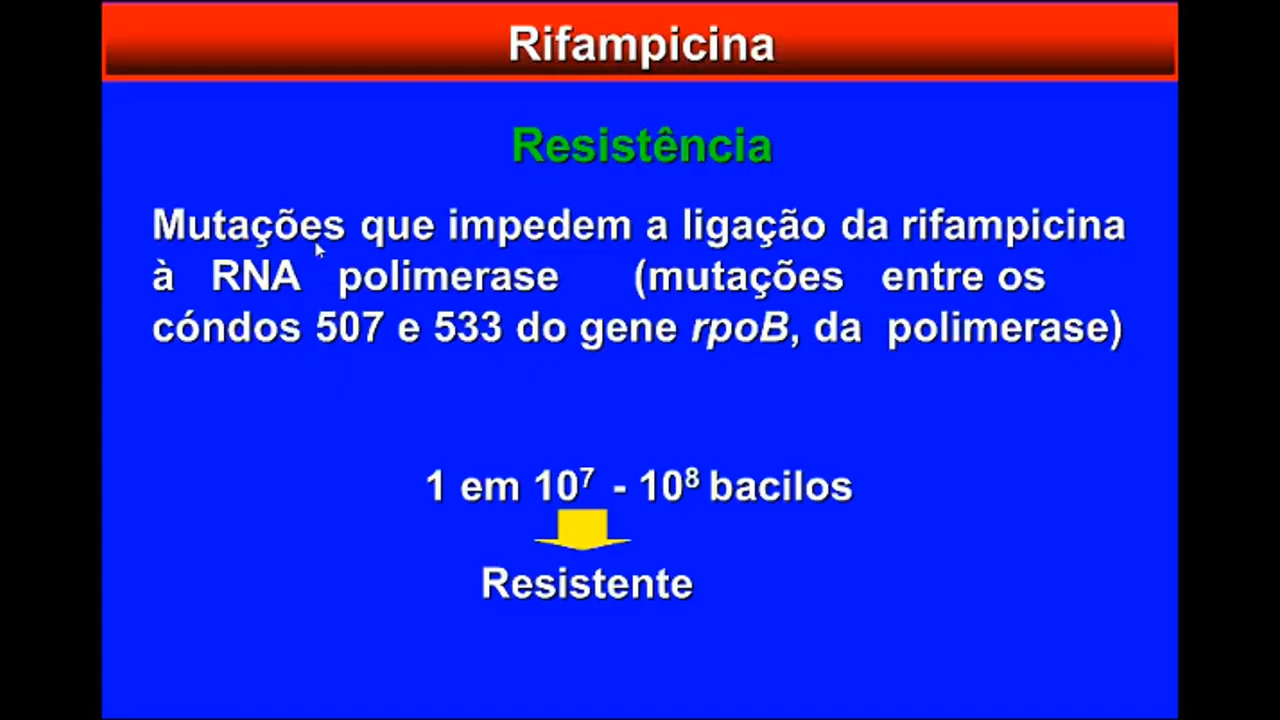 Rifampicina
Resistência
Mutações que impedem a ligação da rifampicina
à RNA polimerase (mutações entre os
cóndos 507 e 533 do gene rpoB, da polimerase)
1 em 10⁷ - 10⁸ bacilos
Resistente